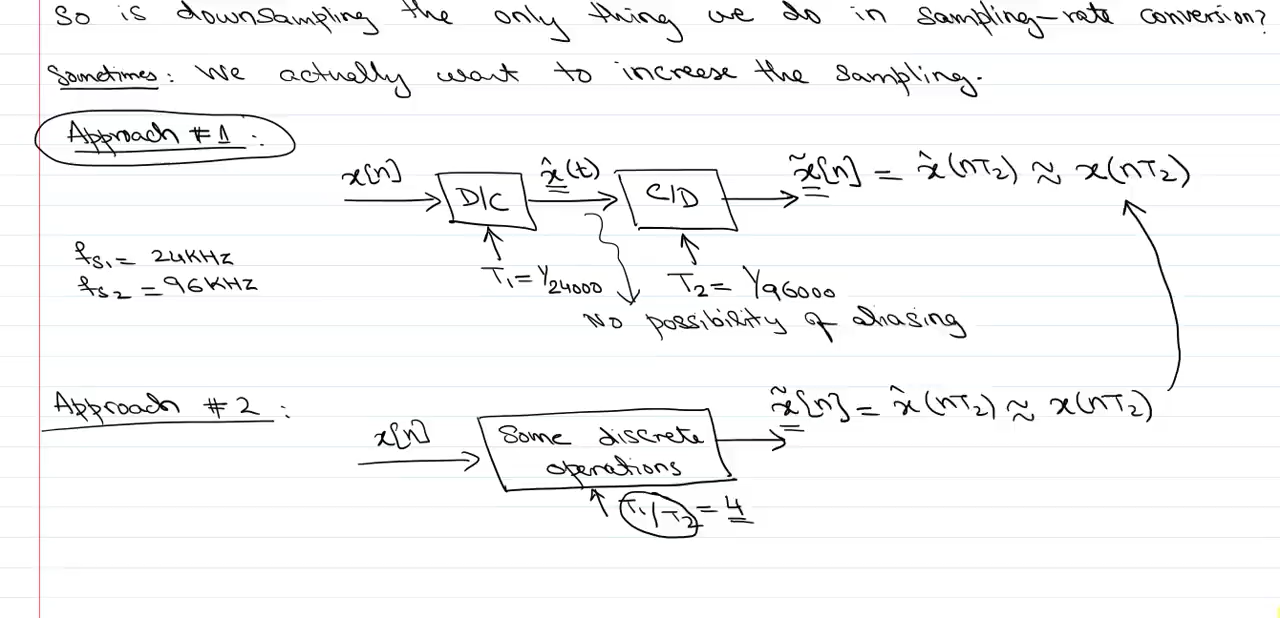 So is downsampling the only thing we do in sampling-rate conversion?
Sometimes: We actually want to increase the sampling.
Approach #1:
x[n] D/C x̂(t) C/D x̃[n] = x̂(nT₂) ≈ x(nT₂)
fs₁ = 24KHz
fs₂ = 96KHz
T₁ = 1/24000 T₂ = 1/96000
No possibility of aliasing
Approach #2:
x[n] Some discrete operations x̃[n] = x̂(nT₂) ≈ x(nT₂)
T₁/T₂ = 4